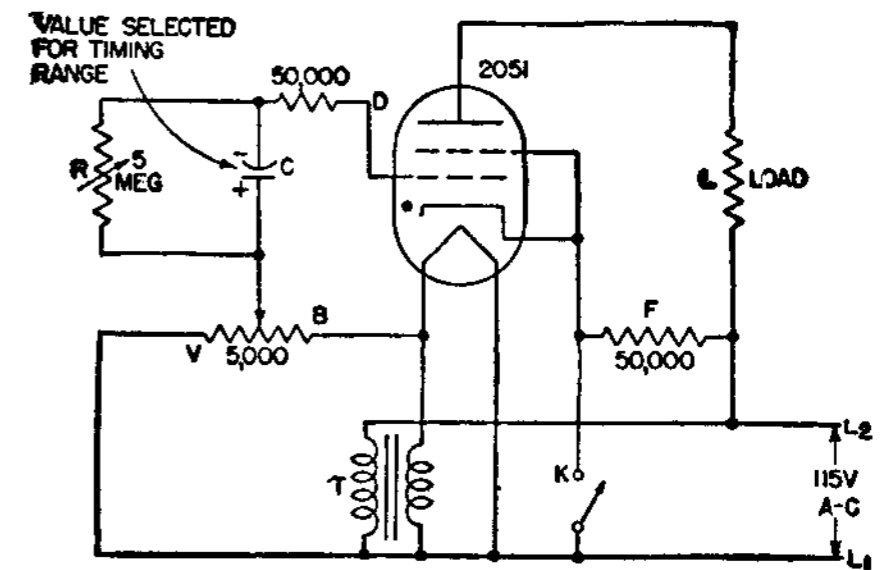 VALUE SELECTED
FOR TIMING
RANGE
50,000
D
2051
R
5
MEG
-
+
C
L
LOAD
V
5,000
B
F
50,000
T
K
L2
115V
A-C
L1